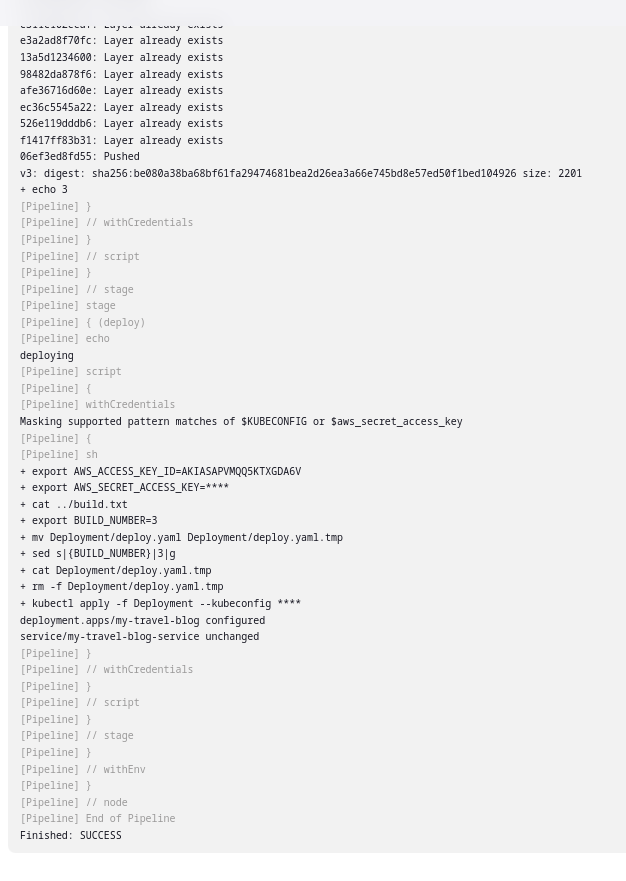 e3a2ad8f70fc: Layer already exists
13a5d1234600: Layer already exists
98482da878f6: Layer already exists
afe36716d60e: Layer already exists
ec36c5545a22: Layer already exists
526e119dddb6: Layer already exists
f1417ff83b31: Layer already exists
06ef3ed8fd55: Pushed
v3: digest: sha256:be080a38ba68bf61fa29474681bea2d26ea3a66e745bd8e57ed50f1bed104926 size: 2201
+ echo 3
[Pipeline] }
[Pipeline] // withCredentials
[Pipeline] }
[Pipeline] // script
[Pipeline] }
[Pipeline] // stage
[Pipeline] stage
[Pipeline] { (deploy)
[Pipeline] echo
deploying
[Pipeline] script
[Pipeline] {
[Pipeline] withCredentials
Masking supported pattern matches of $KUBECONFIG or $aws_secret_access_key
[Pipeline] {
[Pipeline] sh
+ export AWS_ACCESS_KEY_ID=AKIASAPVMQQ5KTXGDA6V
+ export AWS_SECRET_ACCESS_KEY=****
+ cat ../build.txt
+ export BUILD_NUMBER=3
+ mv Deployment/deploy.yaml Deployment/deploy.yaml.tmp
+ sed s|{BUILD_NUMBER}|3|g
+ cat Deployment/deploy.yaml.tmp
+ rm -f Deployment/deploy.yaml.tmp
+ kubectl apply -f Deployment --kubeconfig ****
deployment.apps/my-travel-blog configured
service/my-travel-blog-service unchanged
[Pipeline] }
[Pipeline] // withCredentials
[Pipeline] }
[Pipeline] // script
[Pipeline] }
[Pipeline] // stage
[Pipeline] }
[Pipeline] // withEnv
[Pipeline] }
[Pipeline] // node
[Pipeline] End of Pipeline
Finished: SUCCESS